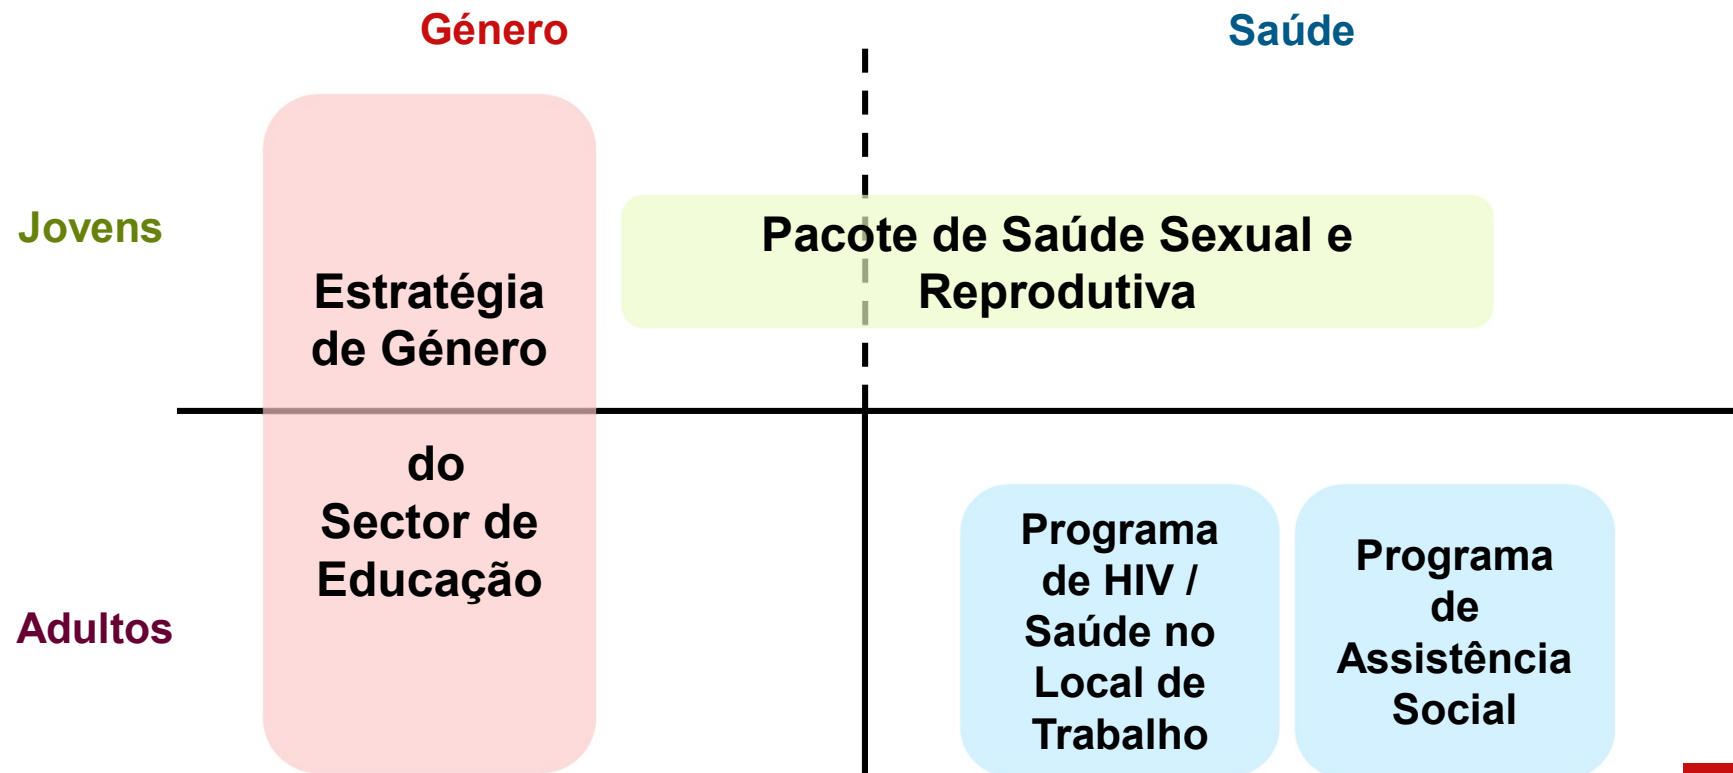 Género
Saúde
Jovens
Pacote de Saúde Sexual e
Reprodutiva
Estratégia
de Género
do
Sector de
Educação
Adultos
Programa
de HIV /
Saúde no
Local de
Trabalho
Programa
de
Assistência
Social